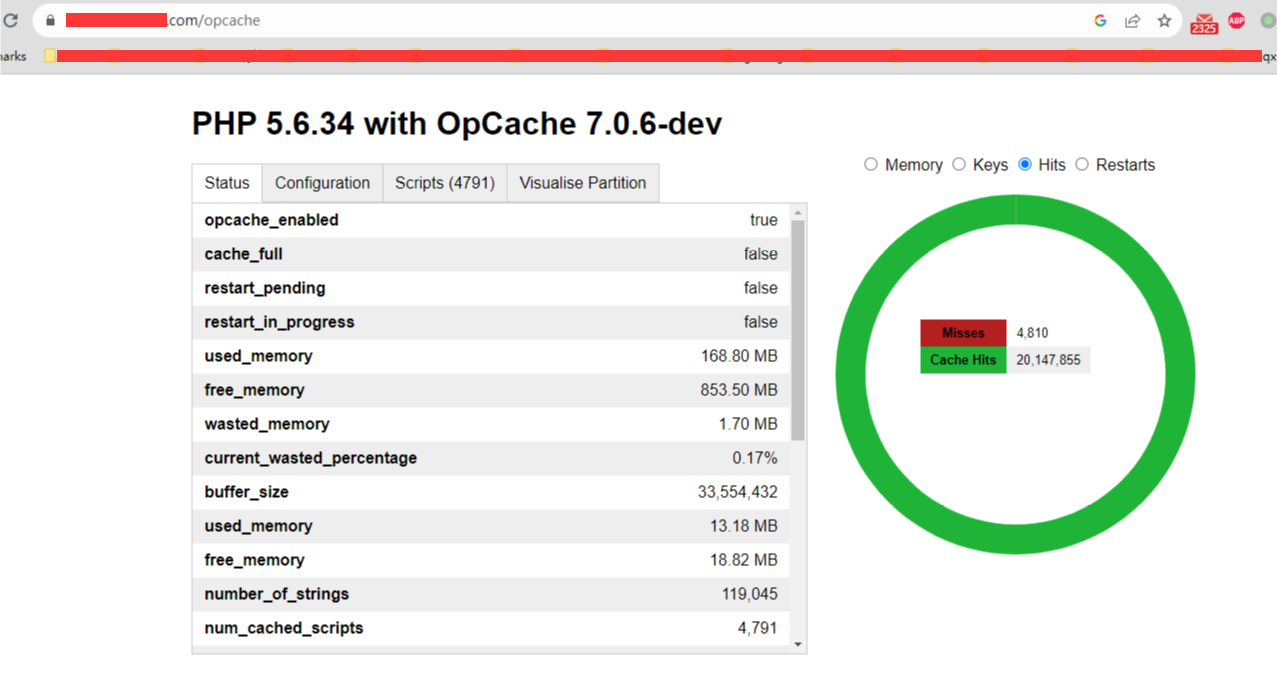 .com/opcache
2325
ABP
arks
qx
PHP 5.6.34 with OpCache 7.0.6-dev
Status Configuration Scripts (4791) Visualise Partition
Memory Keys Hits Restarts
opcache_enabled true
cache_full false
restart_pending false
restart_in_progress false
used_memory 168.80 MB
free_memory 853.50 MB
wasted_memory 1.70 MB
current_wasted_percentage 0.17%
buffer_size 33,554,432
used_memory 13.18 MB
free_memory 18.82 MB
number_of_strings 119,045
num_cached_scripts 4,791
Misses 4,810
Cache Hits 20,147,855